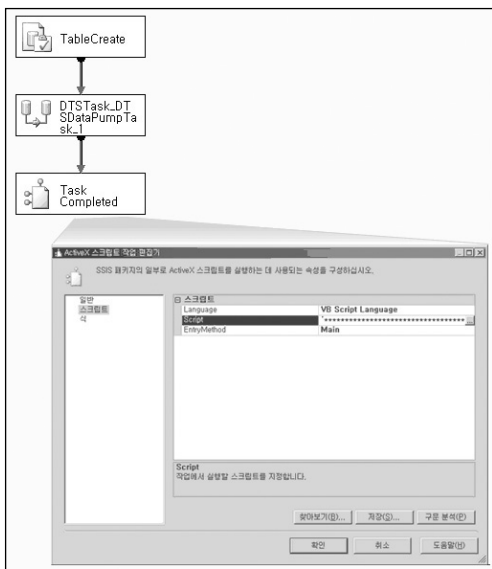 TableCreate
DTSTask_DT
SDataPumpTa
sk_1
Task
Completed
ActiveX 스크립트 작업 편집기
SSIS 패키지의 일부로 ActiveX 스크립트를 실행하는 데 사용되는 속성을 구성하십시오.
일반
스크립트
식
스크립트
Language VB Script Language
Script '**********************************
EntryMethod Main
Script
작업에서 실행할 스크립트를 지정합니다.
찾아보기(B)... 저장(S)... 구문 분석(P)
확인 취소 도움말(H)